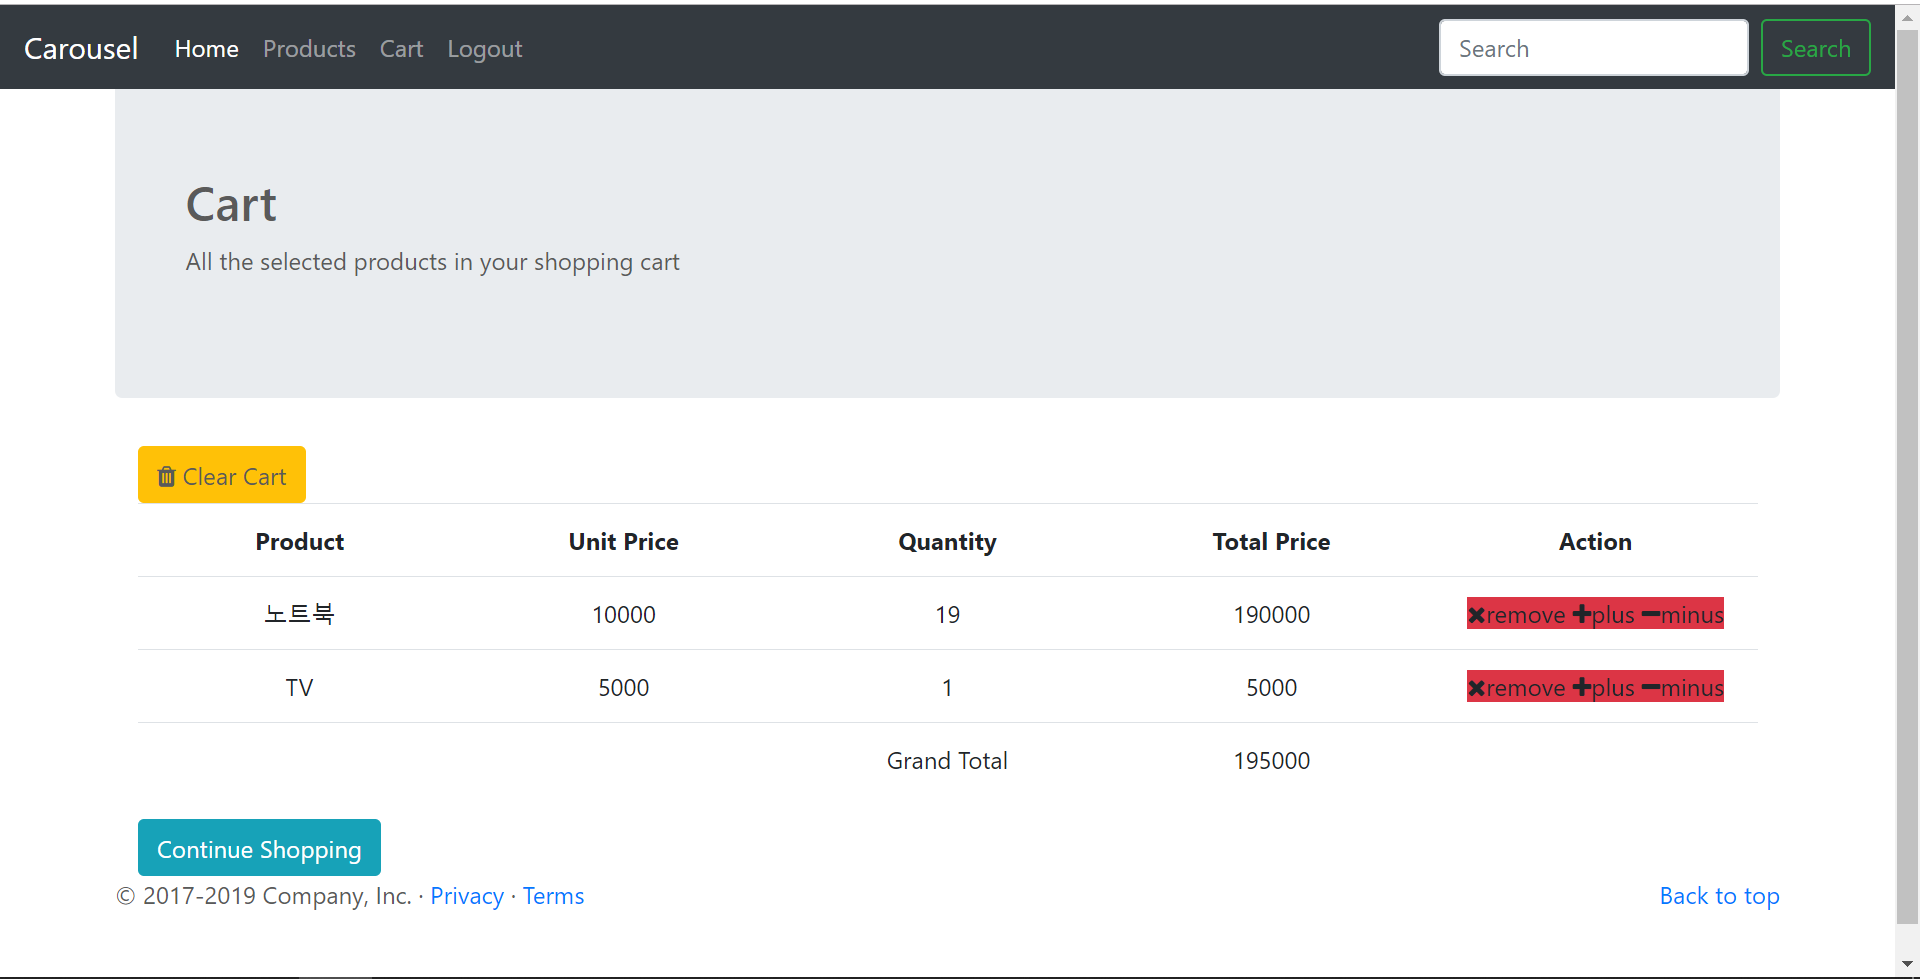 Carousel Home Products Cart Logout Search Search
Cart
All the selected products in your shopping cart
Clear Cart
Product Unit Price Quantity Total Price Action
노트북 10000 19 190000 remove plus minus
TV 5000 1 5000 remove plus minus
Grand Total 195000
Continue Shopping
© 2017-2019 Company, Inc. · Privacy · Terms Back to top